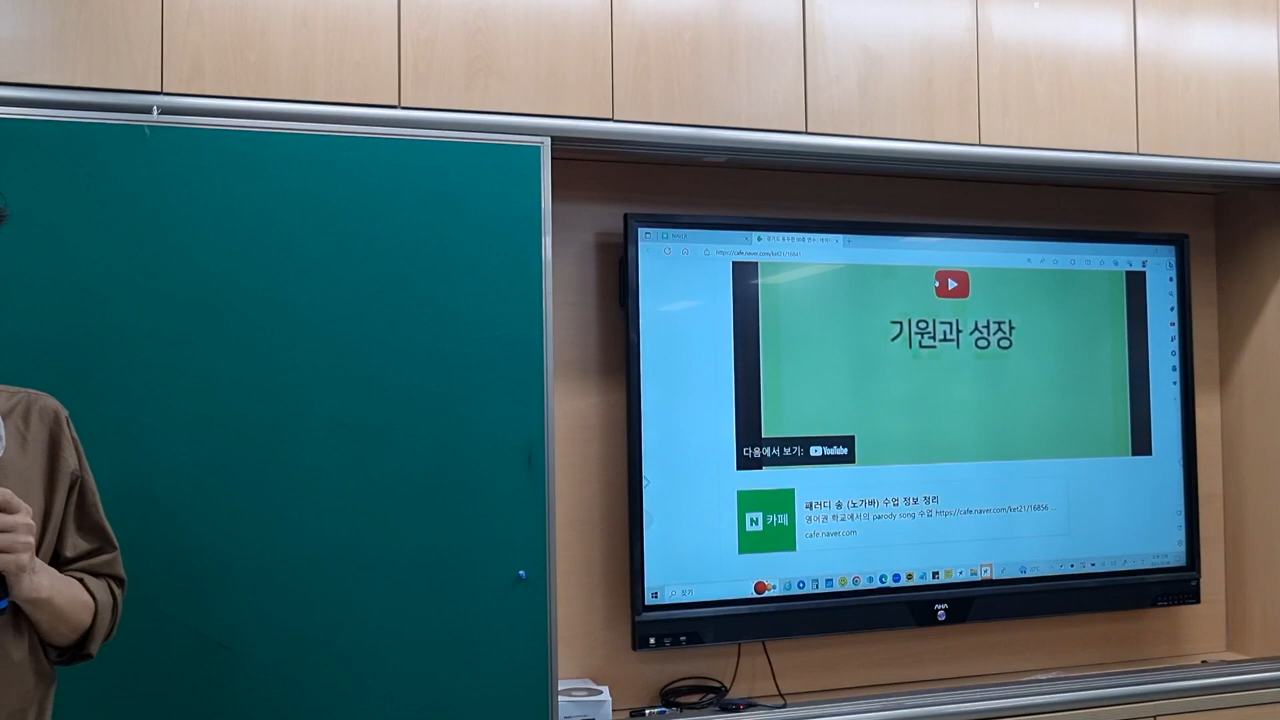 https://cafe.naver.com/ket21/16841
기원과 성장
다음에서 보기: YouTube
N 카페
패러디 송 (노가바) 수업 정보 정리
영어권 학교에서의 parody song 수업 https://cafe.naver.com/ket21/16856 ...
cafe.naver.com
찾기
AHA